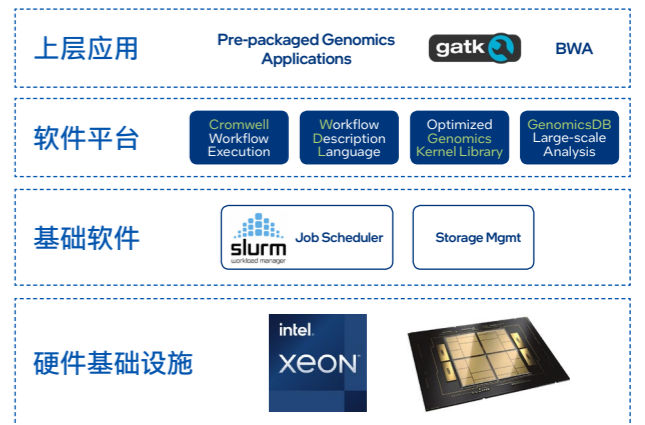 上层应用
Pre-packaged Genomics
Applications
gatk
BWA
软件平台
Cromwell
Workflow
Execution
Workflow
Description
Language
Optimized
Genomics
Kernel Library
GenomicsDB
Large-scale
Analysis
基础软件
slurm
workload manager
Job Scheduler
Storage Mgmt
硬件基础设施
intel.
xeon